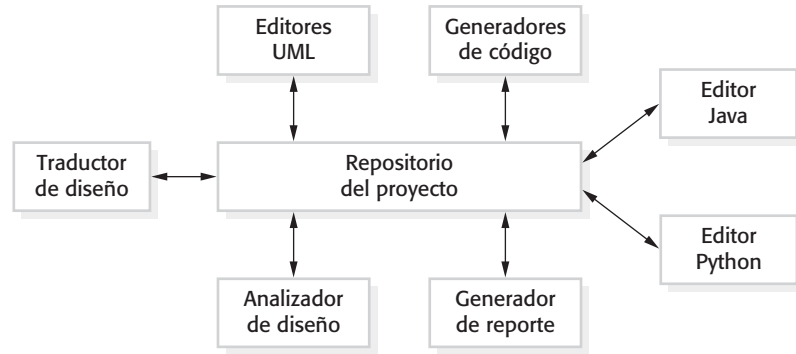 Editores
UML
Generadores
de código
Editor
Java
Traductor
de diseño
Repositorio
del proyecto
Editor
Python
Analizador
de diseño
Generador
de reporte